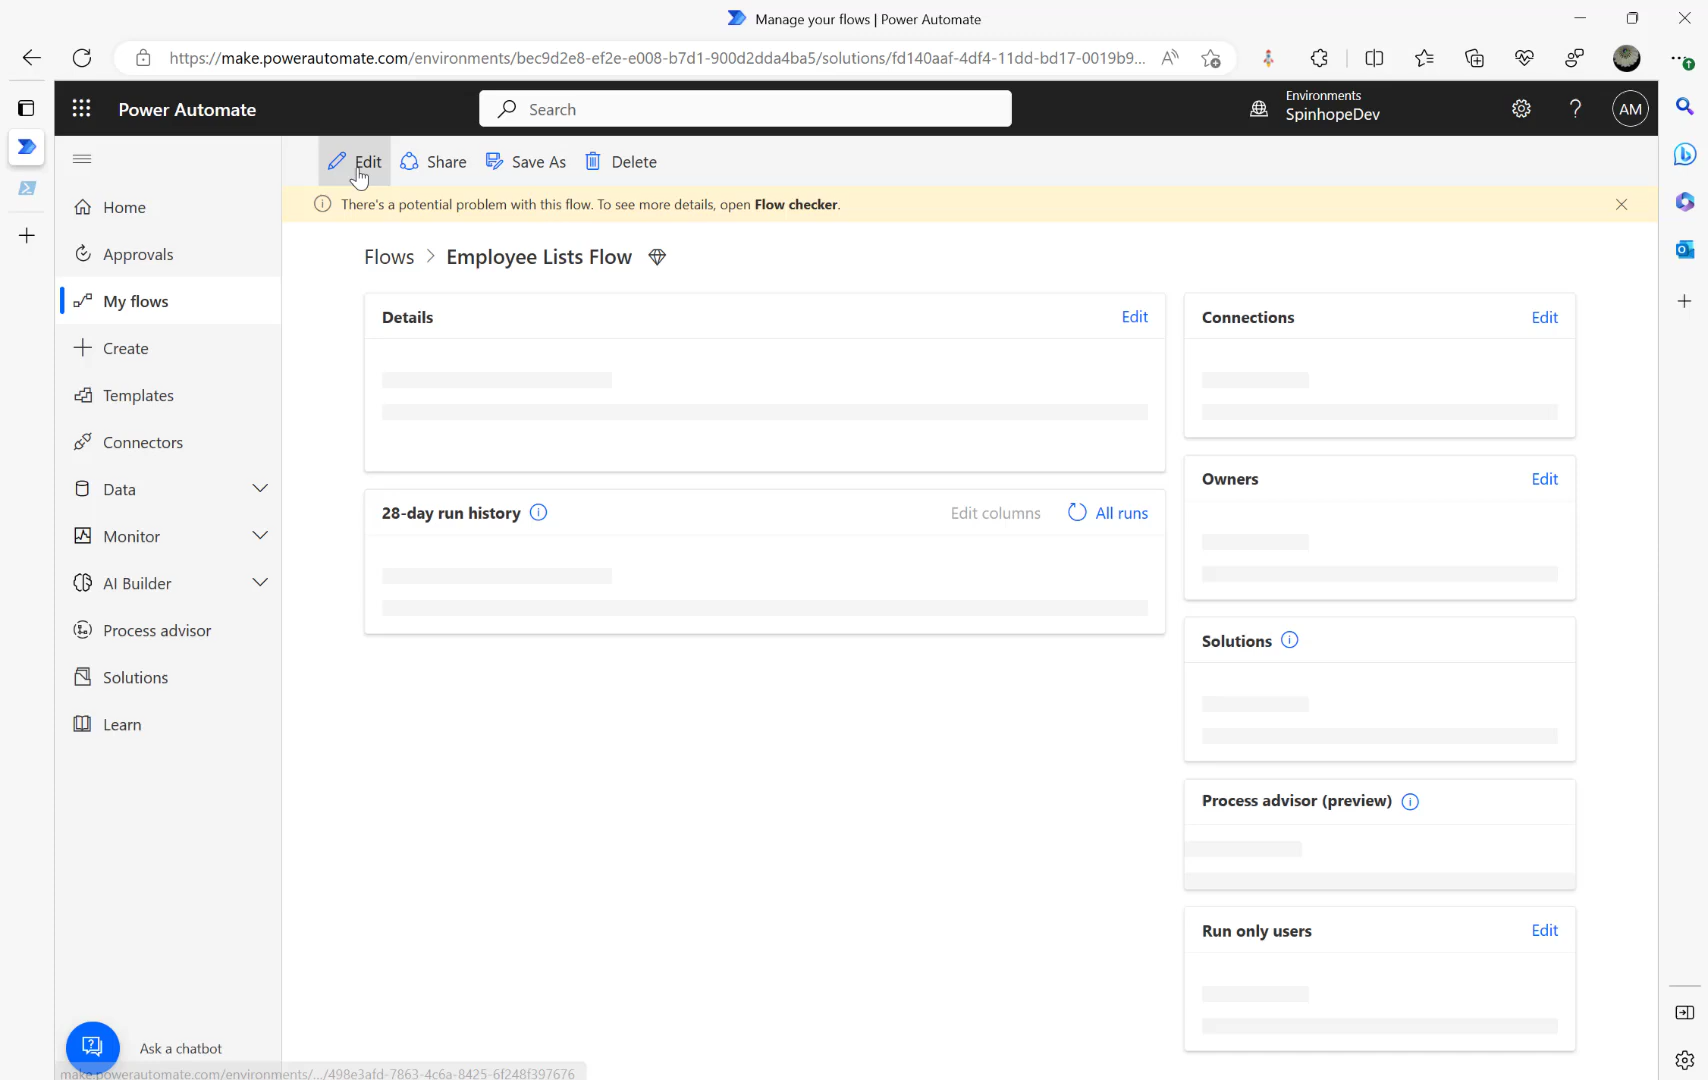 Manage your flows | Power Automate
https://make.powerautomate.com/environments/bec9d2e8-ef2e-e008-b7d1-900d2dda4ba5/solutions/fd140aaf-4df4-11dd-bd17-0019b9...
Power Automate
Search
Environments
SpinhopeDev
AM
Edit
Share
Save As
Delete
There's a potential problem with this flow. To see more details, open Flow checker.
Home
Approvals
My flows
Create
Templates
Connectors
Data
Monitor
AI Builder
Process advisor
Solutions
Learn
Ask a chatbot
Flows > Employee Lists Flow
Details
Edit
28-day run history
Edit columns
All runs
Connections
Edit
Owners
Edit
Solutions
Process advisor (preview)
Run only users
Edit
make.powerautomate.com/environments/.../498e3afd-7863-4c6a-8425-6f248f397676